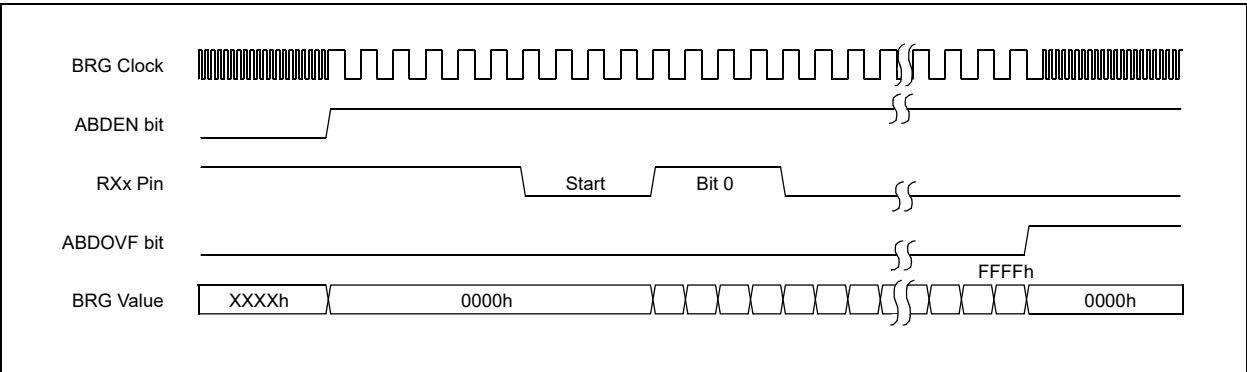 BRG Clock
ABDEN bit
RXx Pin Start Bit 0
ABDOVF bit
FFFFh
BRG Value XXXXh 0000h 0000h